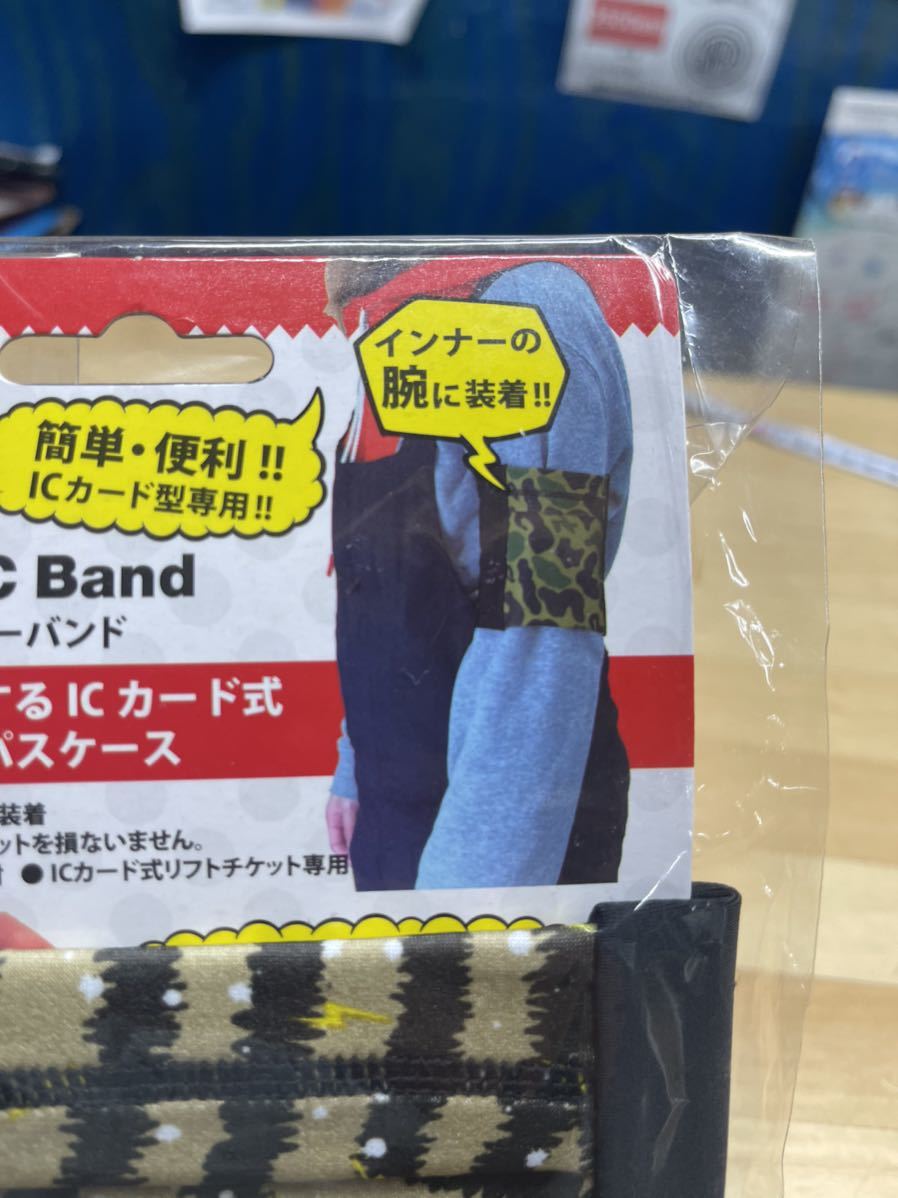 インナーの
腕に装着!!
簡単・便利!!
ICカード型専用!!
C Band
ーバンド
するICカード式
パスケース
装着
ットを損ないません。
● ICカード式リフトチケット専用